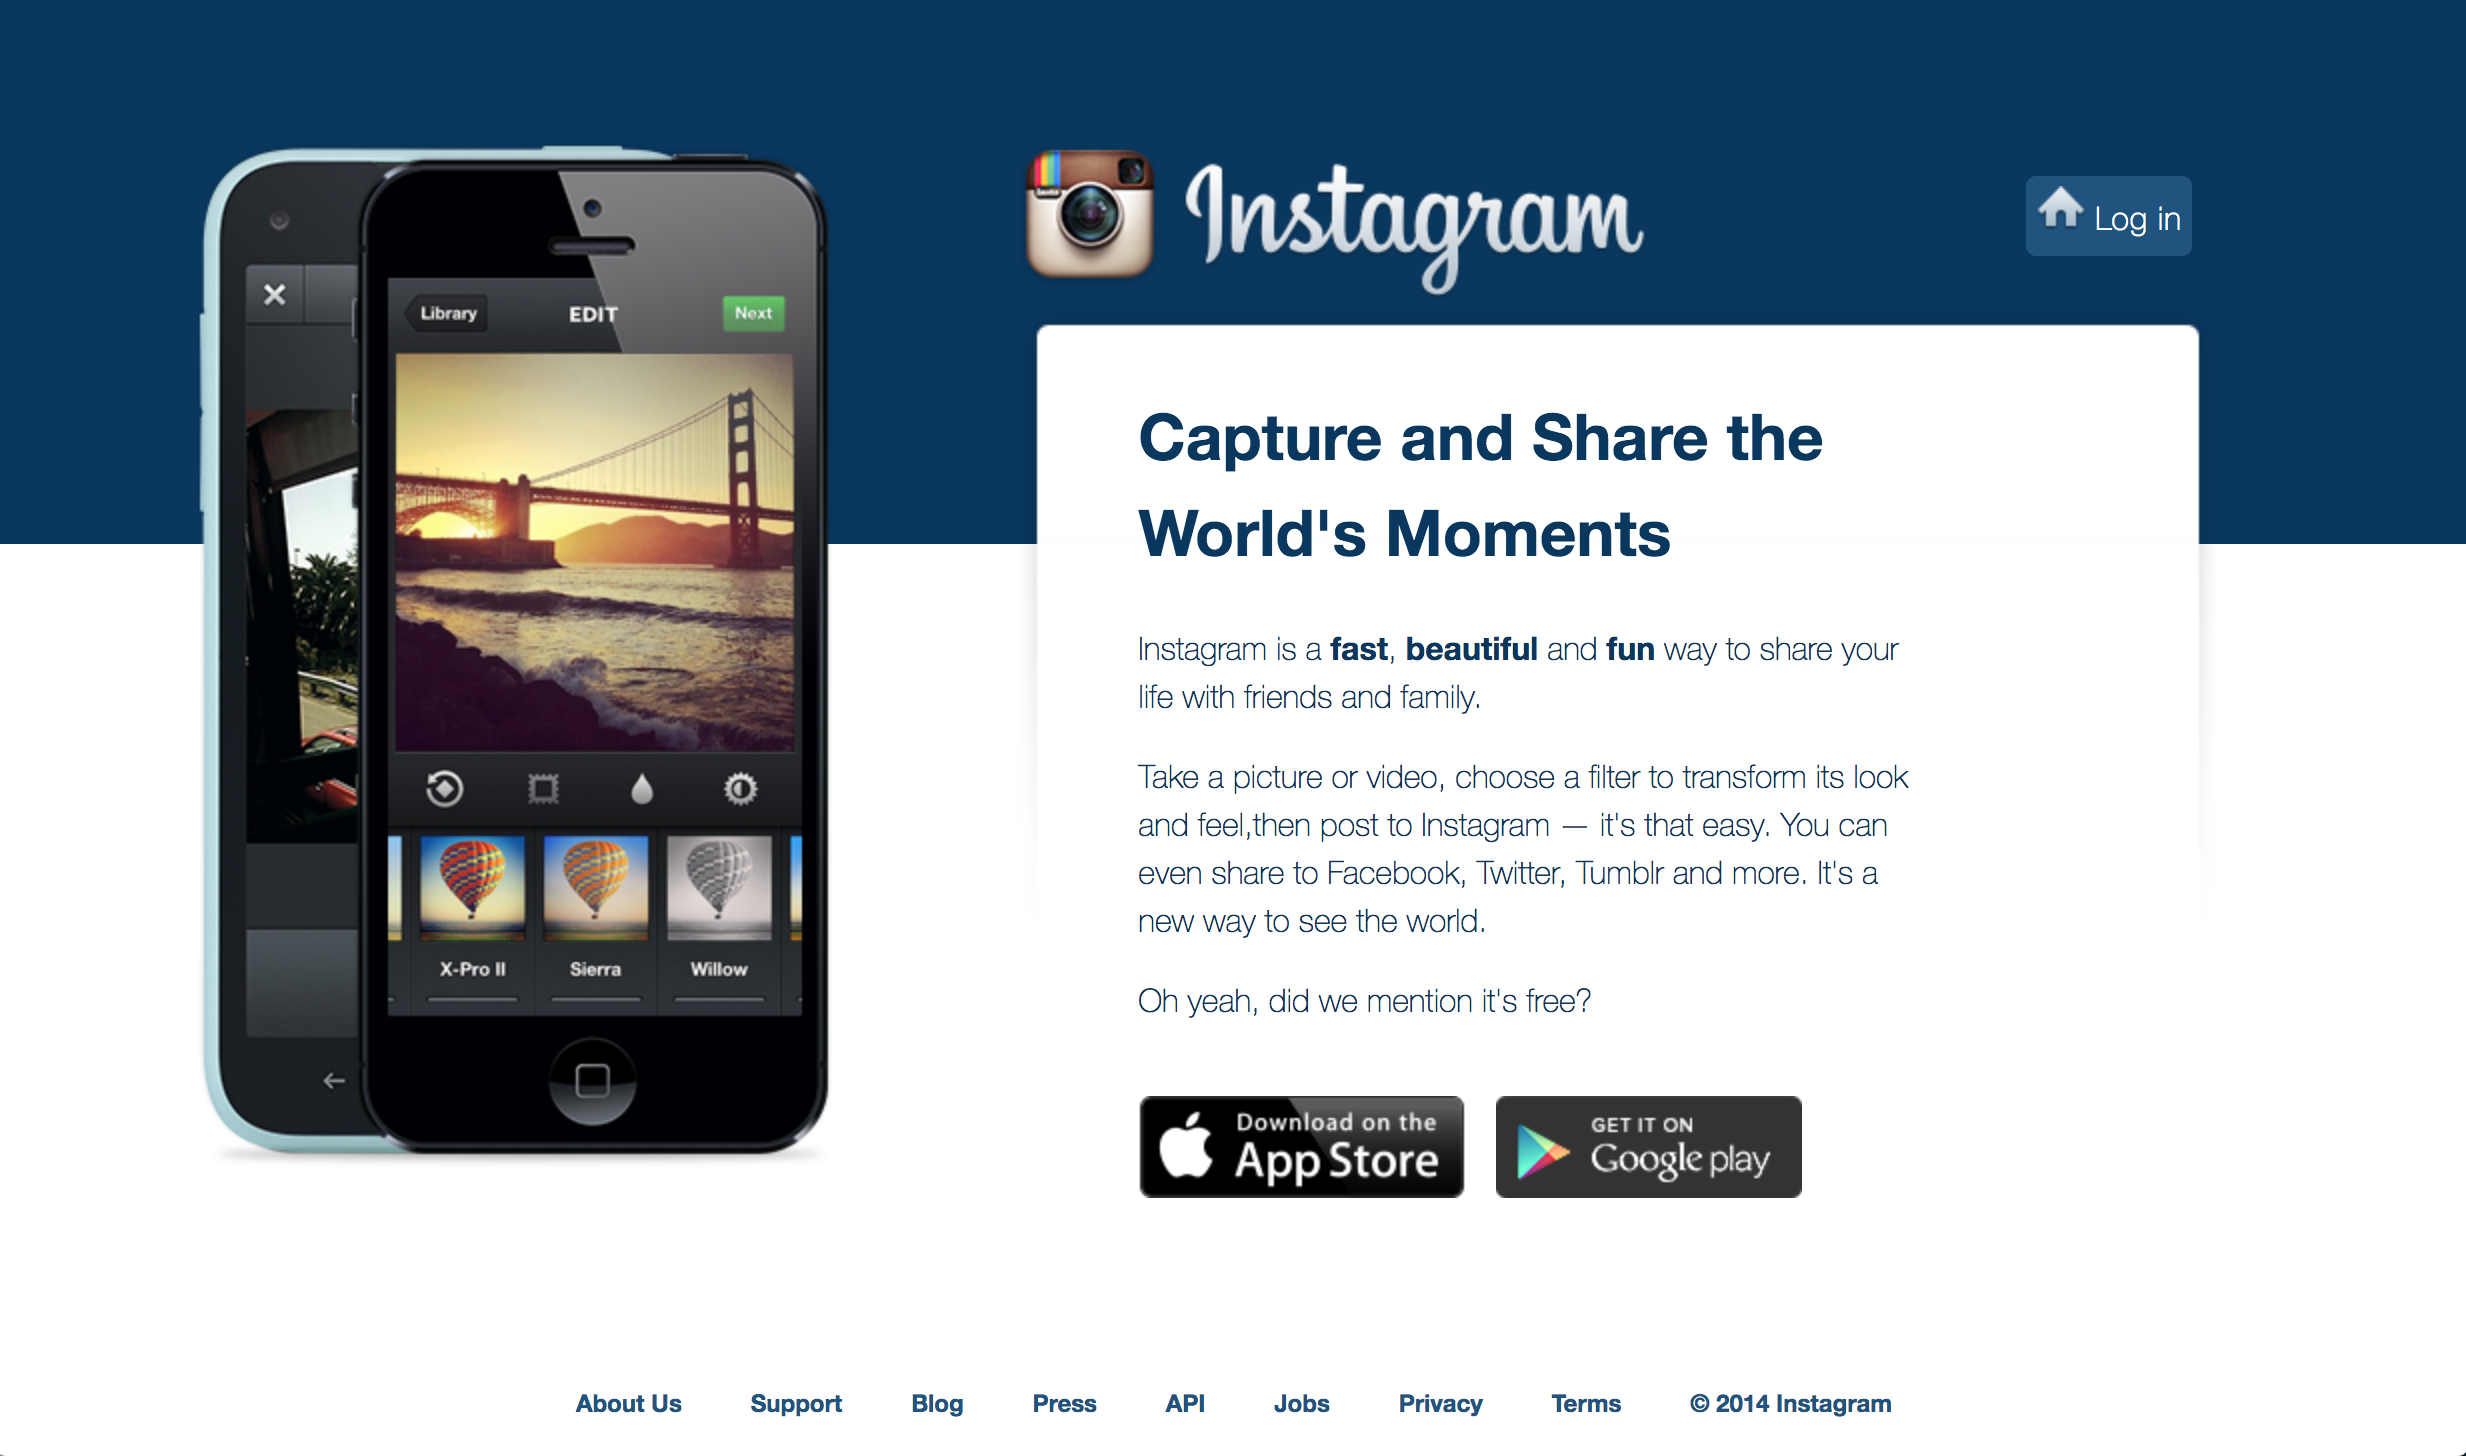 Instagram
Log in
Library
EDIT
Next
X-Pro II
Sierra
Willow
Capture and Share the
World's Moments
Instagram is a fast, beautiful and fun way to share your
life with friends and family.
Take a picture or video, choose a filter to transform its look
and feel,then post to Instagram — it's that easy. You can
even share to Facebook, Twitter, Tumblr and more. It's a
new way to see the world.
Oh yeah, did we mention it's free?
Download on the
App Store
GET IT ON
Google play
About Us
Support
Blog
Press
API
Jobs
Privacy
Terms
© 2014 Instagram